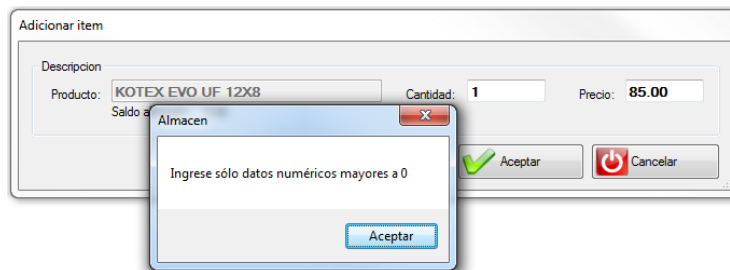 Adicionar item
Descripcion
Producto: KOTEX EVO UF 12X8 Cantidad: 1 Precio: 85.00
Saldo a
Almacen
Ingrese sólo datos numéricos mayores a 0
Aceptar Cancelar
Aceptar